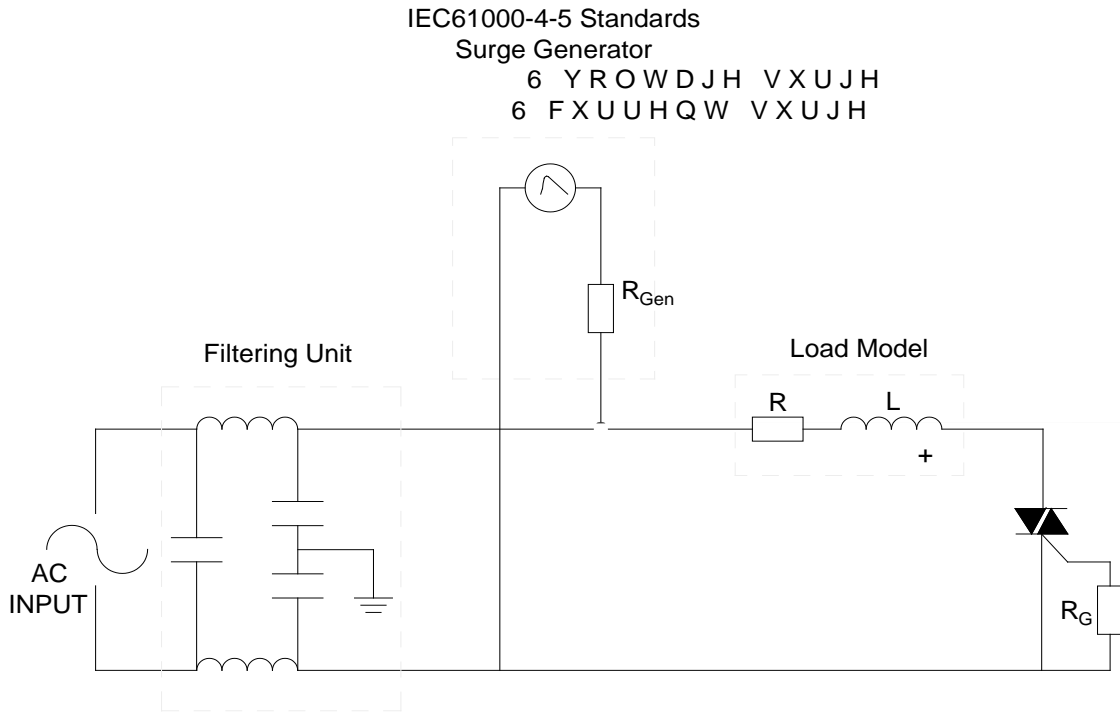 IEC61000-4-5 Standards
Surge Generator
6 YROWDJH VXUJH
6 FXUUHQW VXUJH
RGen
Filtering Unit
Load Model
R
L
+
AC
INPUT
RG